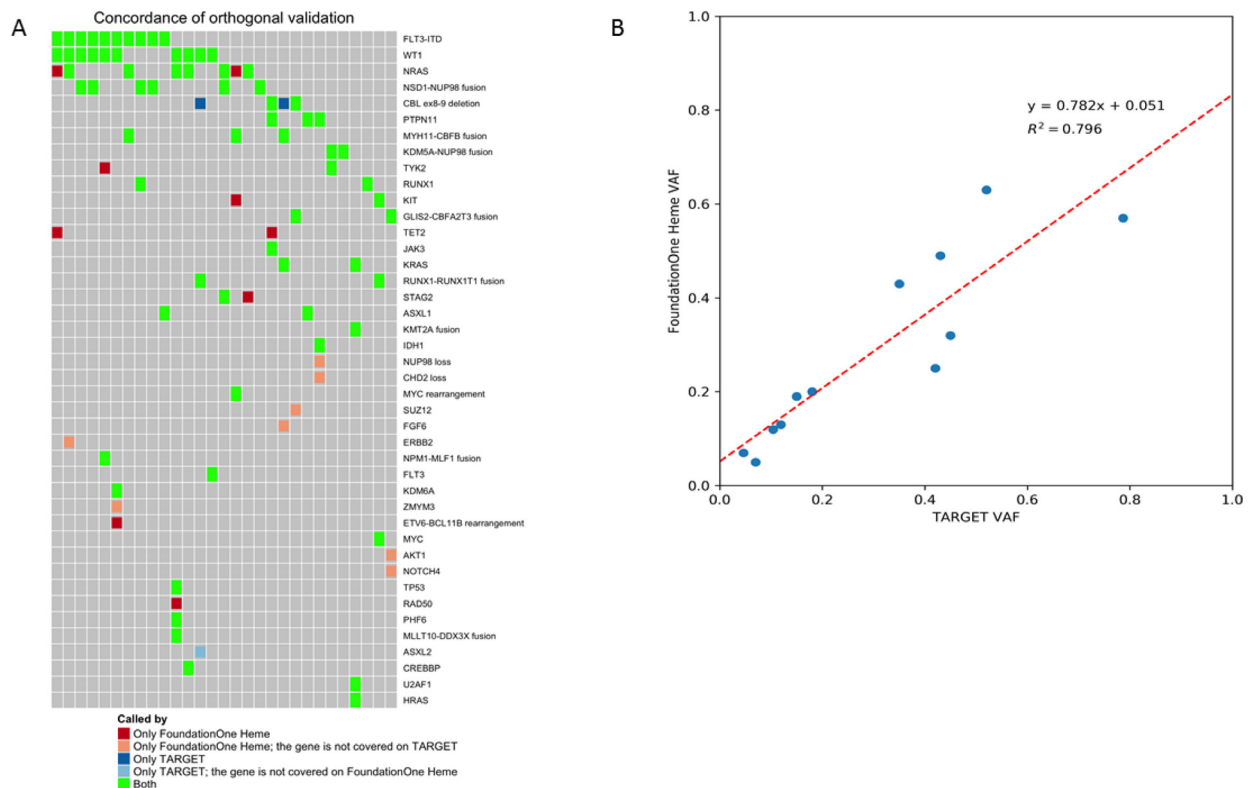 A
Concordance of orthogonal validation
FLT3-ITD
WT1
NRAS
NSD1-NUP98 fusion
CBL ex8-9 deletion
PTPN11
MYH11-CBFB fusion
KDM5A-NUP98 fusion
TYK2
RUNX1
KIT
GLIS2-CBFA2T3 fusion
TET2
JAK3
KRAS
RUNX1-RUNX1T1 fusion
STAG2
ASXL1
KMT2A fusion
IDH1
NUP98 loss
CHD2 loss
MYC rearrangement
SUZ12
FGF6
ERBB2
NPM1-MLF1 fusion
FLT3
KDM6A
ZMYM3
ETV6-BCL11B rearrangement
MYC
AKT1
NOTCH4
TP53
RAD50
PHF6
MLLT10-DDX3X fusion
ASXL2
CREBBP
U2AF1
HRAS
Called by
Only FoundationOne Heme
Only FoundationOne Heme; the gene is not covered on TARGET
Only TARGET
Only TARGET; the gene is not covered on FoundationOne Heme
Both
B
1.0
0.8
0.6
0.4
0.2
0.0
FoundationOne Heme VAF
y = 0.782x + 0.051
R² = 0.796
0.0 0.2 0.4 0.6 0.8 1.0
TARGET VAF